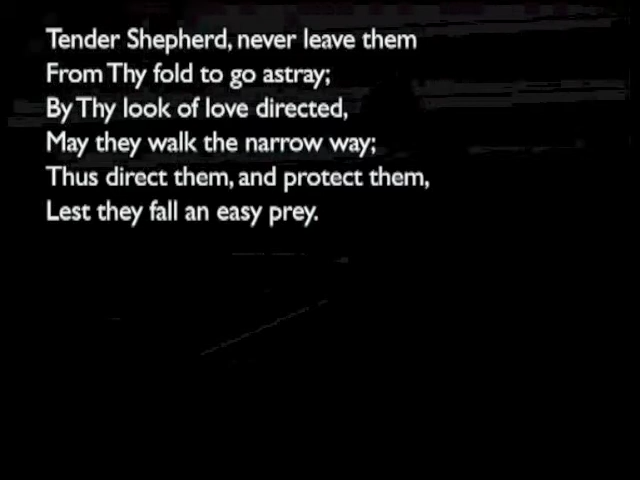 Tender Shepherd, never leave them
From Thy fold to go astray;
By Thy look of love directed,
May they walk the narrow way;
Thus direct them, and protect them,
Lest they fall an easy prey.